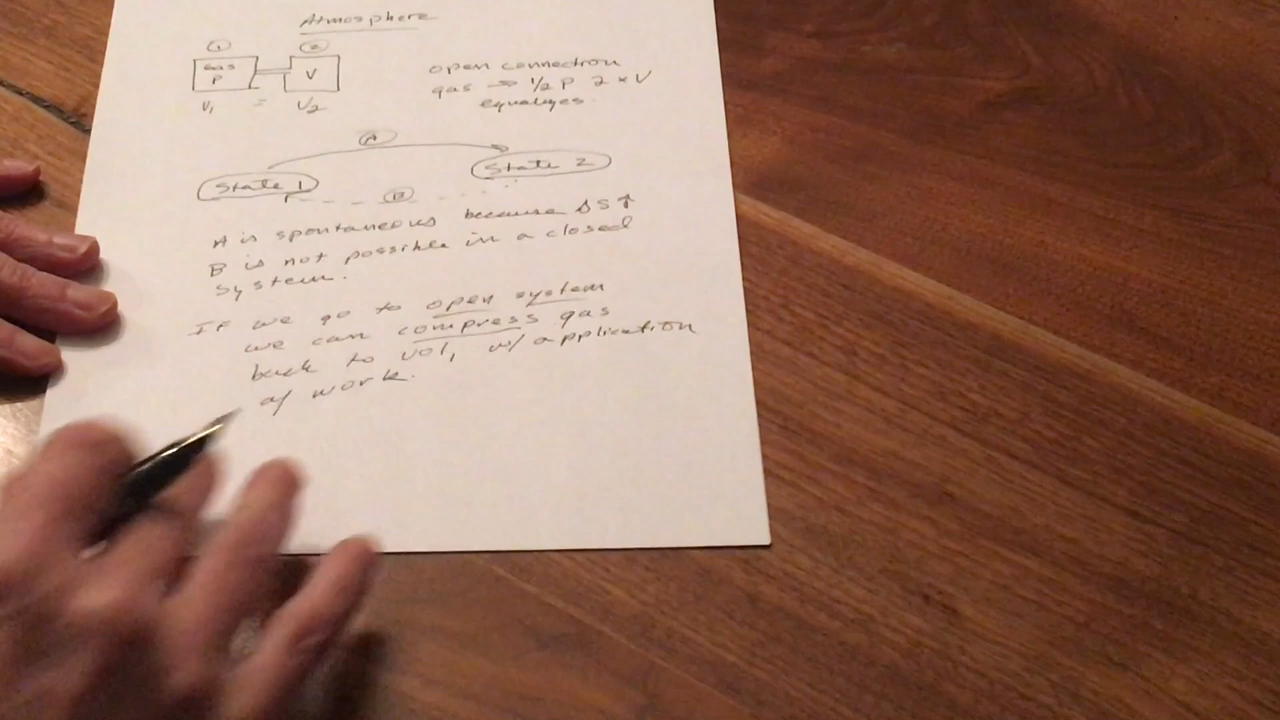 Atmosphere
① ②
gas
P V
V₁ = V₂
open connection
gas → ½ P 2 x V
equalizes.
A
State 1 State 2
B
A is spontaneous because ΔS↑
B is not possible in a closed
system.
If we go to open system
we can compress gas
back to vol, w/ application
of work.